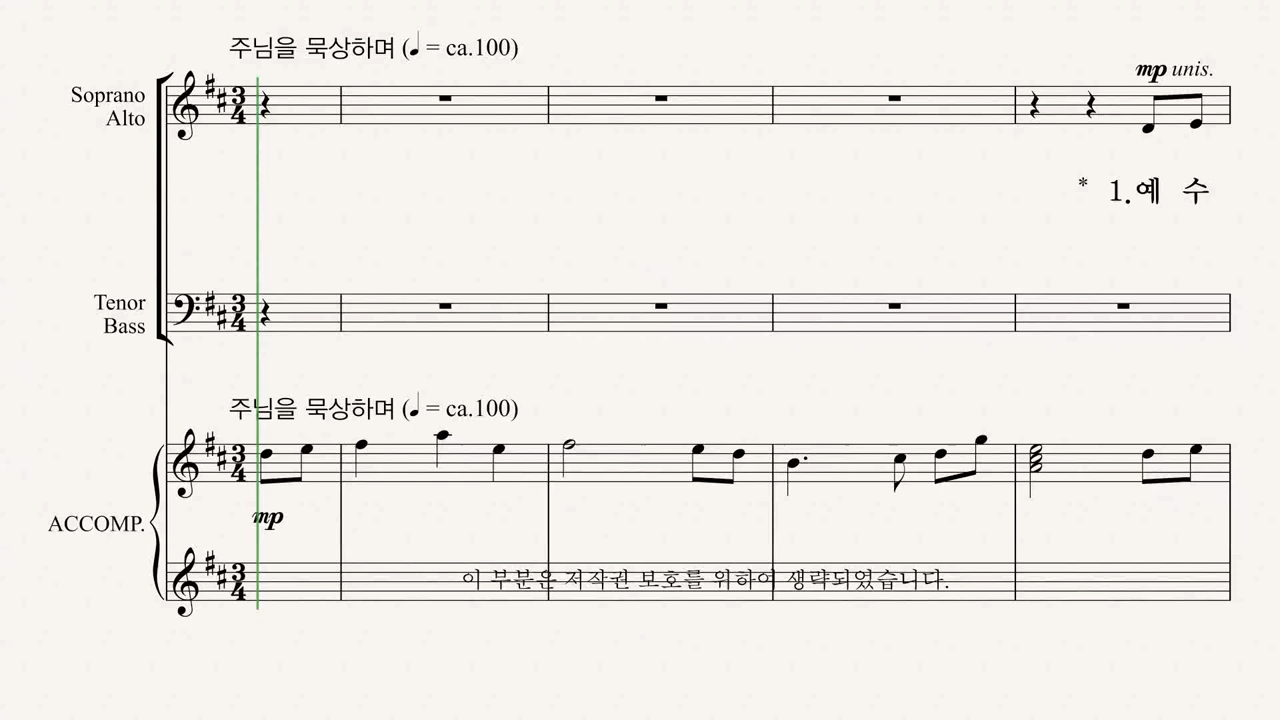 주님을 묵상하며 (♩ = ca.100)
Soprano
Alto
mp unis.
* 1. 예 수
Tenor
Bass
주님을 묵상하며 (♩ = ca.100)
mp
ACCOMP.
이 부분은 저작권 보호를 위하여 생략되었습니다.